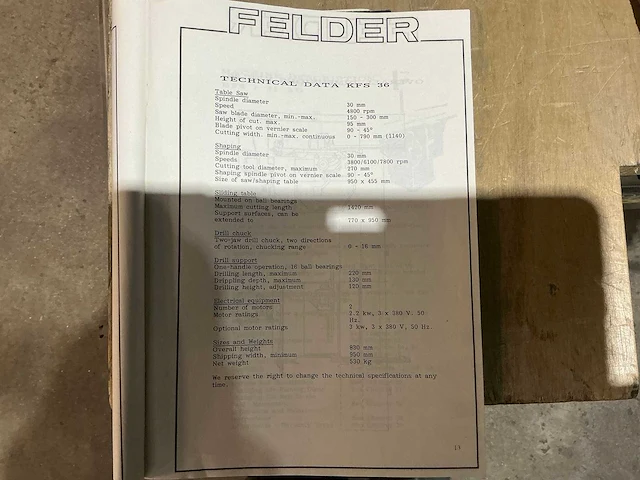 FELDER
TECHNICAL DATA KFS 36
Table Saw
Spindle diameter 30 mm
Speed 4800 rpm
Saw blade diameter, min.-max. 150 - 300 mm
Height of cut. max. 95 mm
Blade pivot on vernier scale 90 - 45°
Cutting width. min.-max. continuous 0 - 790 mm (1140)
Shaping
Spindle diameter 30 mm
Speeds 3800/6100/7800 rpm
Cutting tool diameter, maximum 270 mm
Shaping spindle pivot on vernier scale 90 - 45°
Size of saw/shaping table 950 x 455 mm
Sliding table
Mounted on ball bearings
Maximum cutting length 1420 mm
Support surfaces, can be
extended to 770 x 950 mm
Drill chuck
Two-jaw drill chuck, two directions
of rotation, chucking range 0 - 16 mm
Drill support
One-handle operation, 16 ball bearings
Drilling length, maximum 220 mm
Drippling depth, maximum 130 mm
Drilling height, adjustment 120 mm
Electrical equipment
Number of motors 2
Motor ratings 2.2 kw, 3 x 380 V. 50
Hz.
Optional motor ratings 3 kw, 3 x 380 V, 50 Hz.
Sizes and Weights
Overall height 830 mm
Shipping width, minimum 950 mm
Net weight 530 kg
We reserve the right to change the technical specifications at any
time.